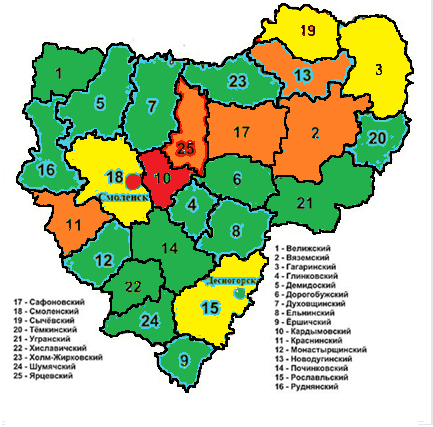 19
1
5
7
23
13
3
25
17
2
20
16
18
10
6
Смоленск
4
21
11
8
12
14
Десногорск
22
15
24
9
1 - Велижский
2 - Вяземский
3 - Гагаринский
4 - Глинковский
5 - Демидоский
6 - Дорогобужский
7 - Духовщинский
8 - Ельнинский
9 - Ёршичский
10 - Кардымовский
11 - Краснинский
12 - Монастырщинский
13 - Новодугинский
14 - Починковский
15 - Рославльский
16 - Руднянский
17 - Сафоновский
18 - Смоленский
19 - Сычёвский
20 - Тёмкинский
21 - Угранский
22 - Хиславичский
23 - Холм-Жирковский
24 - Шумячский
25 - Ярцевский